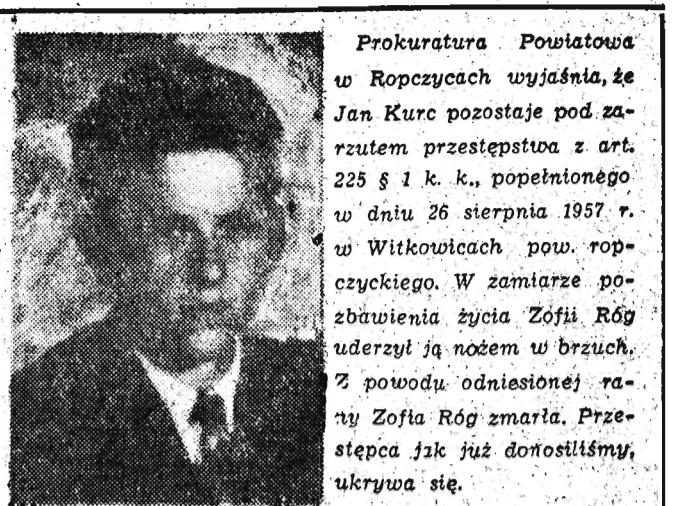 Prokuratura Powiatowa
w Ropczycach wyjaśnia, że
Jan Kurc pozostaje pod za-
rzutem przestępstwa z art.
225 § 1 k. k., popełnionego
w dniu 26 sierpnia 1957 r.
w Witkowicach pow. rop-
czyckiego. W zamiarze po-
zbawienia życia Zofii Róg
uderzył ją nożem w brzuch.
Z powodu odniesionej ra-
ny Zofia Róg zmarła. Prze-
stępca jak już donosiliśmy,
ukrywa się.